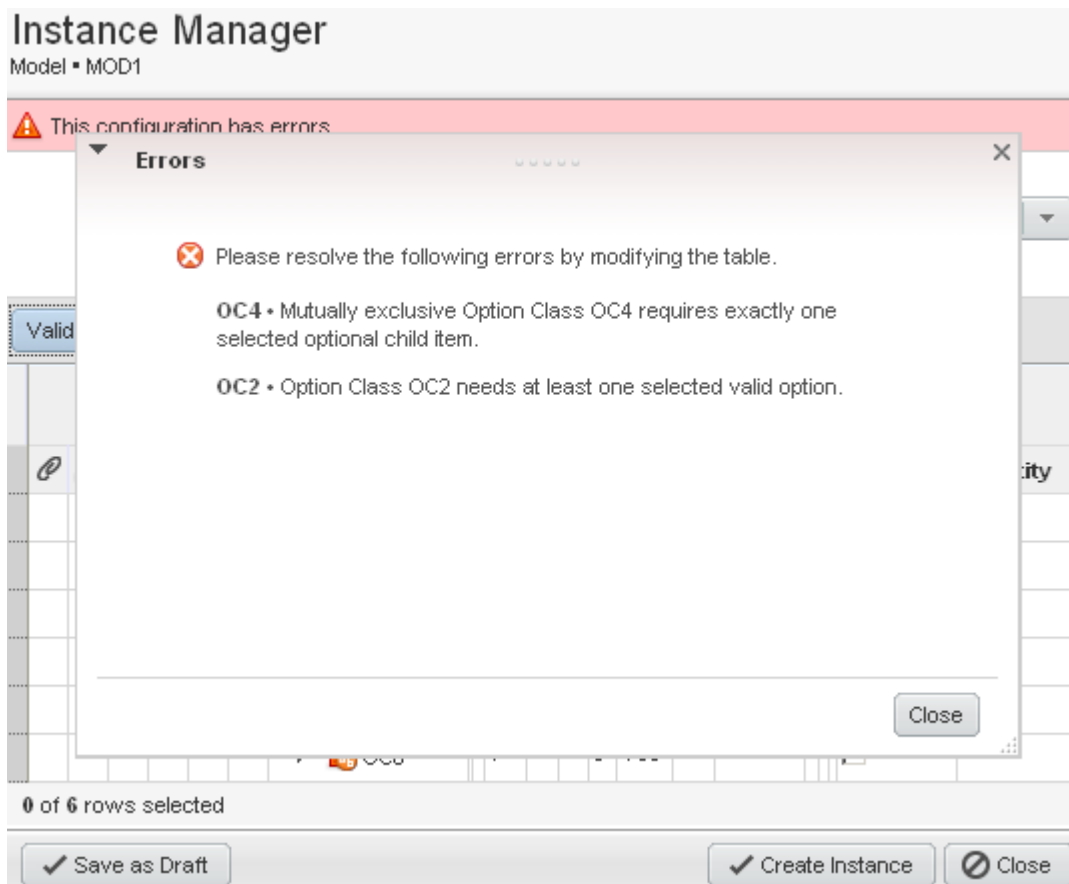 Instance Manager
Model ▪ MOD1
This configuration has errors
Errors
Please resolve the following errors by modifying the table.
OC4 • Mutually exclusive Option Class OC4 requires exactly one
selected optional child item.
OC2 • Option Class OC2 needs at least one selected valid option.
Valid
ity
Close
0 of 6 rows selected
Save as Draft
Create Instance
Close